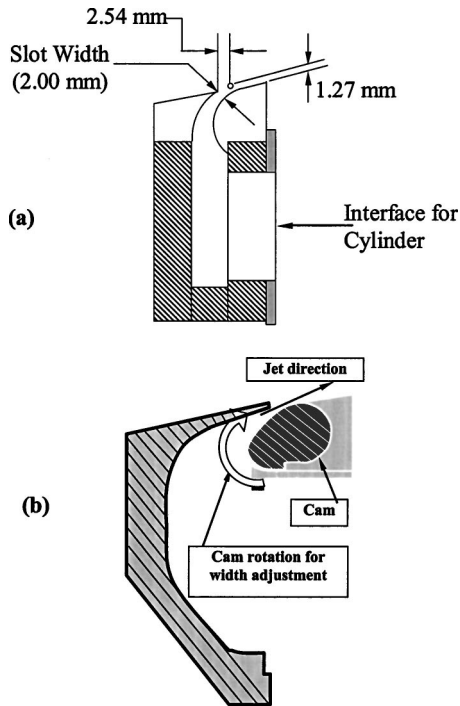 2.54 mm
Slot Width
(2.00 mm)
1.27 mm
(a)
Interface for
Cylinder
Jet direction
(b)
Cam
Cam rotation for
width adjustment